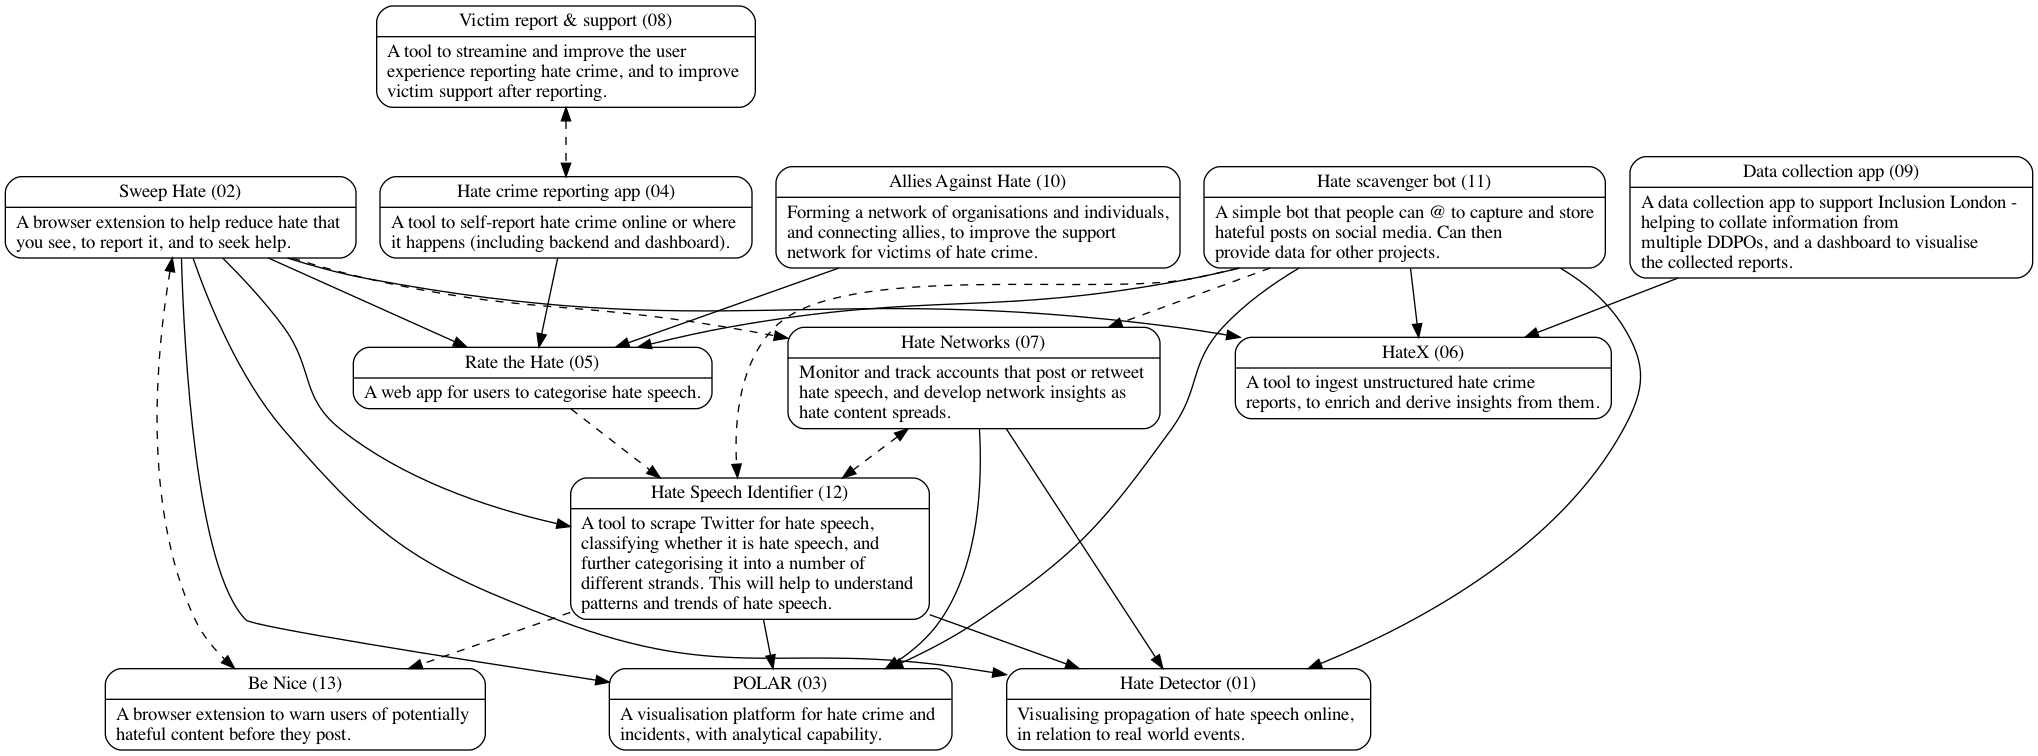 Victim report & support (08)
A tool to streamine and improve the user
experience reporting hate crime, and to improve
victim support after reporting.
Sweep Hate (02)
A browser extension to help reduce hate that
you see, to report it, and to seek help.
Hate crime reporting app (04)
A tool to self-report hate crime online or where
it happens (including backend and dashboard).
Allies Against Hate (10)
Forming a network of organisations and individuals,
and connecting allies, to improve the support
network for victims of hate crime.
Hate scavenger bot (11)
A simple bot that people can @ to capture and store
hateful posts on social media. Can then
provide data for other projects.
Data collection app (09)
A data collection app to support Inclusion London -
helping to collate information from
multiple DDPOs, and a dashboard to visualise
the collected reports.
Rate the Hate (05)
A web app for users to categorise hate speech.
Hate Networks (07)
Monitor and track accounts that post or retweet
hate speech, and develop network insights as
hate content spreads.
HateX (06)
A tool to ingest unstructured hate crime
reports, to enrich and derive insights from them.
Hate Speech Identifier (12)
A tool to scrape Twitter for hate speech,
classifying whether it is hate speech, and
further categorising it into a number of
different strands. This will help to understand
patterns and trends of hate speech.
Be Nice (13)
A browser extension to warn users of potentially
hateful content before they post.
POLAR (03)
A visualisation platform for hate crime and
incidents, with analytical capability.
Hate Detector (01)
Visualising propagation of hate speech online,
in relation to real world events.